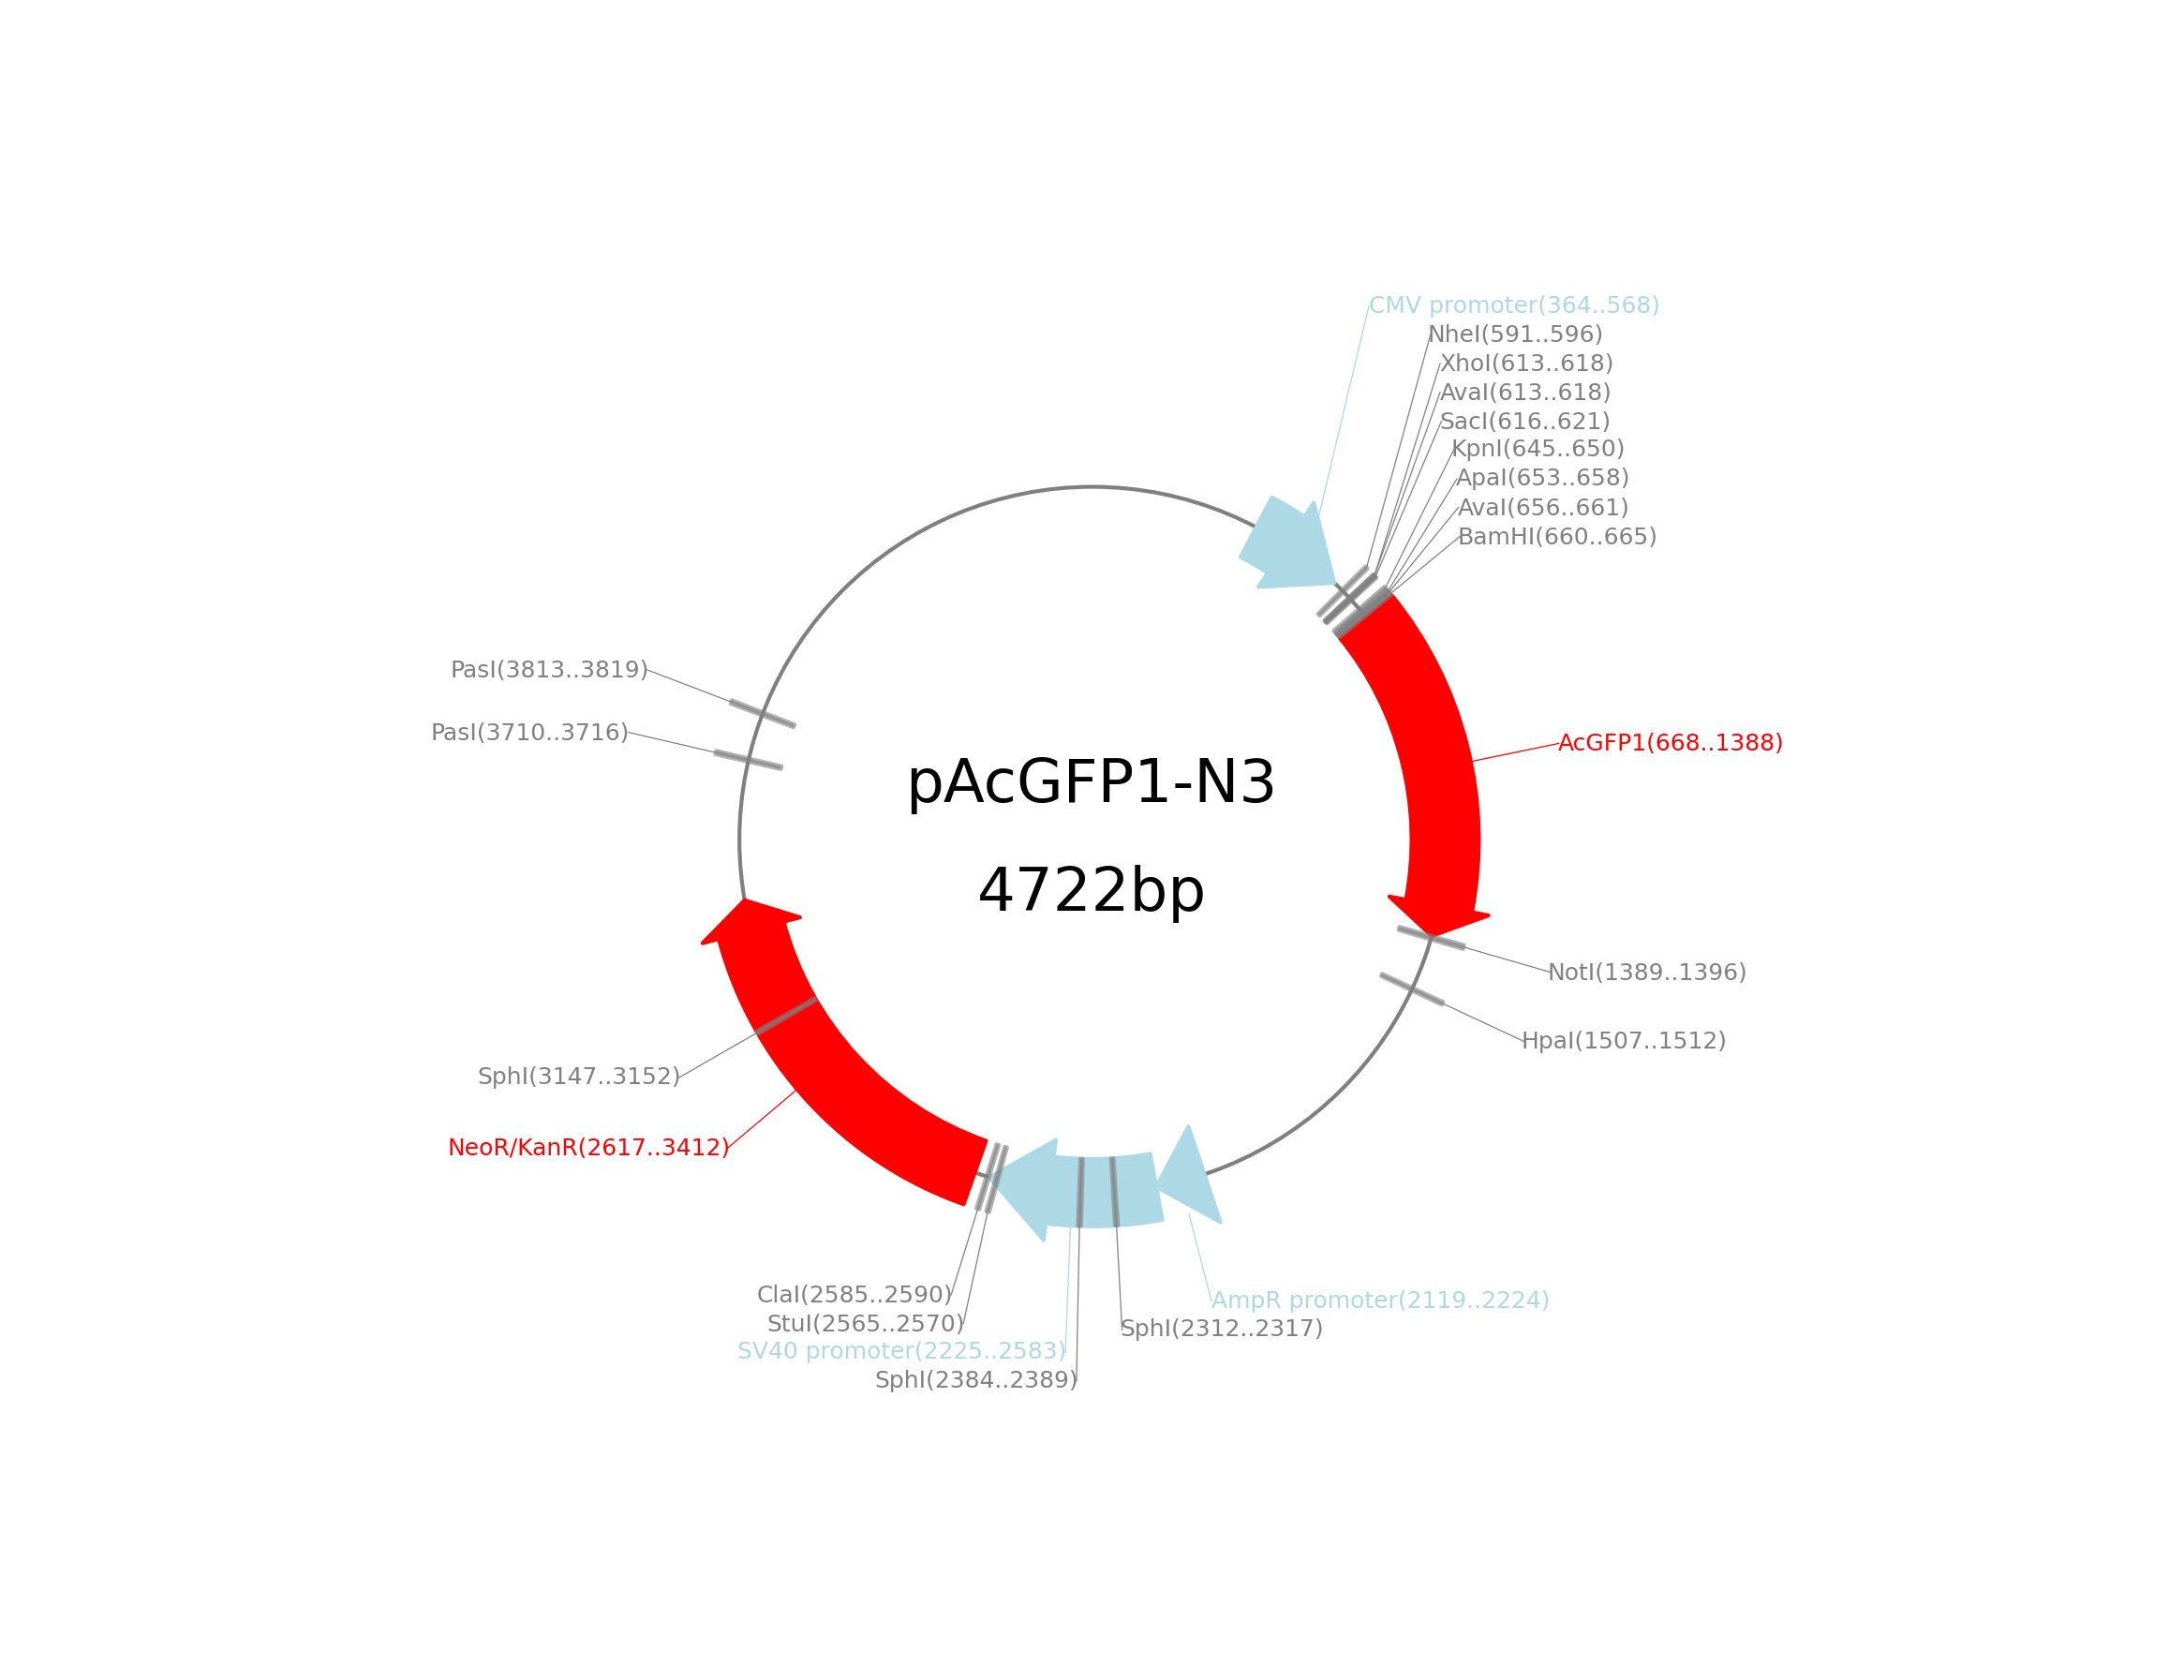 CMV promoter(364..568)
NheI(591..596)
XhoI(613..618)
AvaI(613..618)
SacI(616..621)
KpnI(645..650)
ApaI(653..658)
AvaI(656..661)
BamHI(660..665)
PasI(3813..3819)
PasI(3710..3716)
AcGFP1(668..1388)
pAcGFP1-N3
4722bp
NotI(1389..1396)
HpaI(1507..1512)
SphI(3147..3152)
NeoR/KanR(2617..3412)
ClaI(2585..2590)
AmpR promoter(2119..2224)
StuI(2565..2570)
SphI(2312..2317)
SV40 promoter(2225..2583)
SphI(2384..2389)